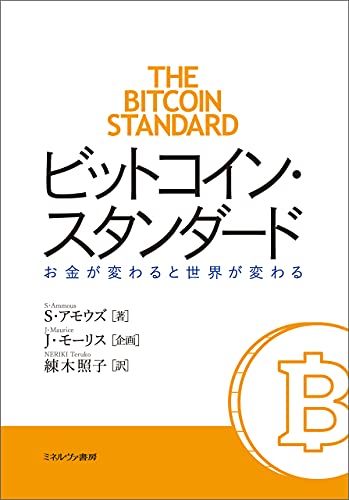 THE
BITCOIN
STANDARD
ビットコイン・
スタンダード
お金が変わると世界が変わる
S・Ammous
S・アモウズ［著］
J・Maurice
J・モーリス［企画］
NERIKI Teruko
練木照子［訳］
B
ミネルヴァ書房